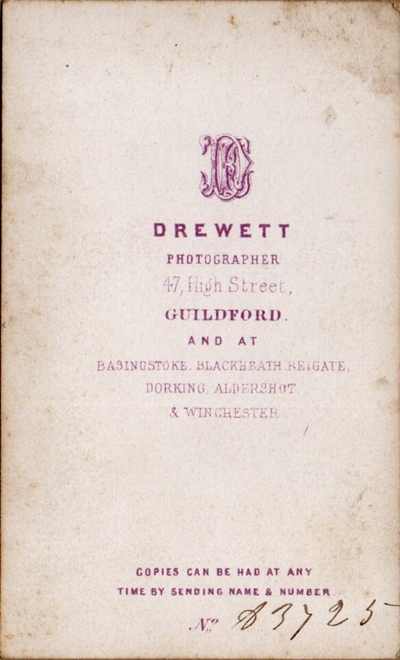 DREWETT
PHOTOGRAPHER
47, High Street,
GUILDFORD.
AND AT
BASINGSTOKE, BLACKHEATH, REIGATE,
DORKING, ALDERSHOT
& WINCHESTER
COPIES CAN BE HAD AT ANY
TIME BY SENDING NAME & NUMBER
No. 83725